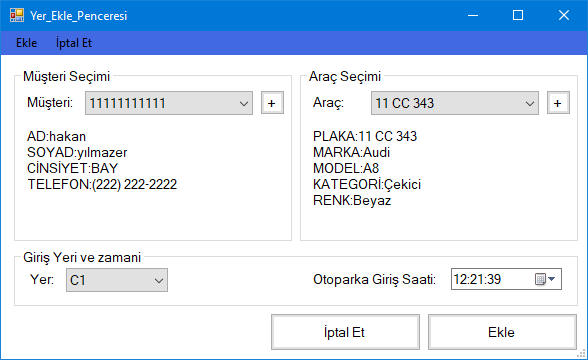 Yer_Ekle_Penceresi
Ekle İptal Et
Müşteri Seçimi
Müşteri: 11111111111 +
AD:hakan
SOYAD:yılmazer
CİNSİYET:BAY
TELEFON:(222) 222-2222
Araç Seçimi
Araç: 11 CC 343 +
PLAKA:11 CC 343
MARKA:Audi
MODEL:A8
KATEGORİ:Çekici
RENK:Beyaz
Giriş Yeri ve zamani
Yer: C1 Otoparka Giriş Saati: 12:21:39
İptal Et Ekle